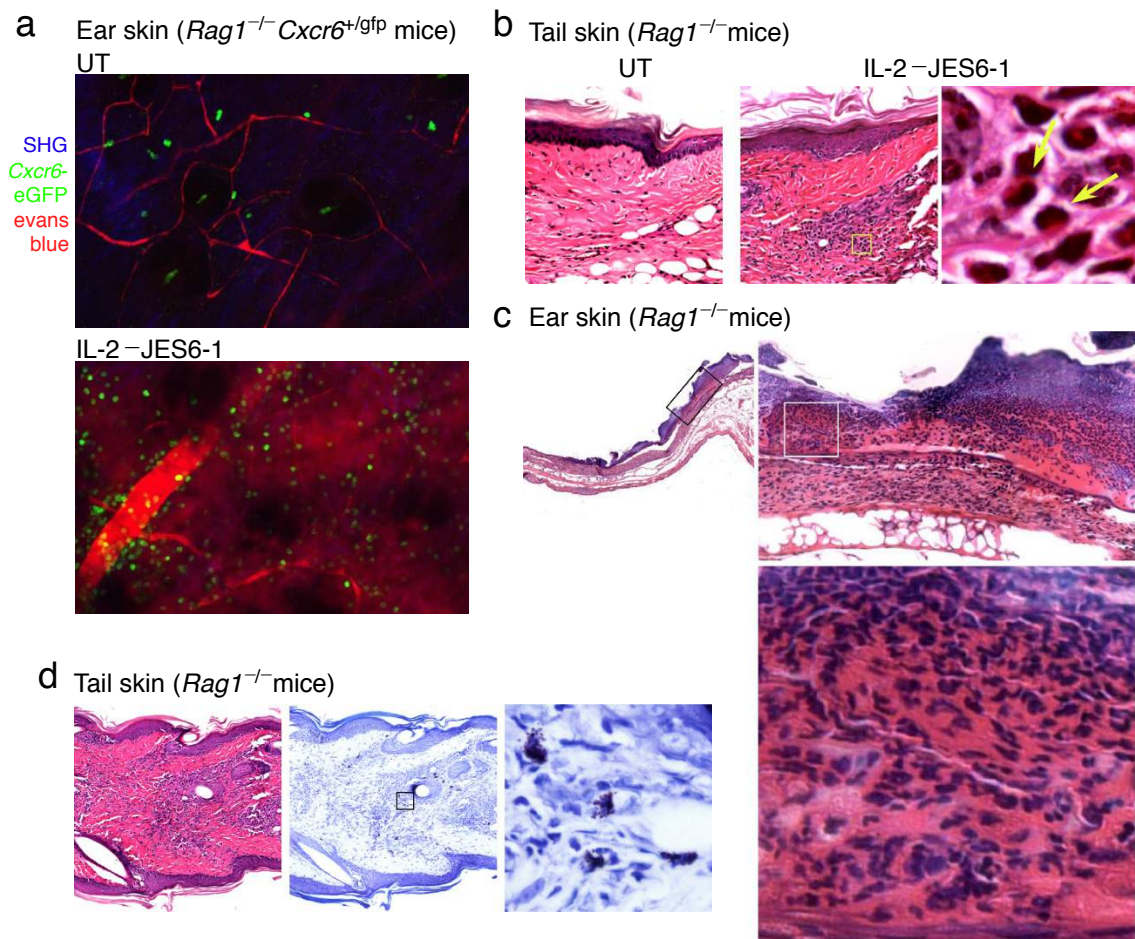 a
Ear skin (Rag1−/− Cxcr6+/gfp mice)
UT
SHG
Cxcr6-
eGFP
evans
blue
IL-2−JES6-1
b
Tail skin (Rag1−/−mice)
UT
IL-2−JES6-1
c
Ear skin (Rag1−/−mice)
d
Tail skin (Rag1−/−mice)